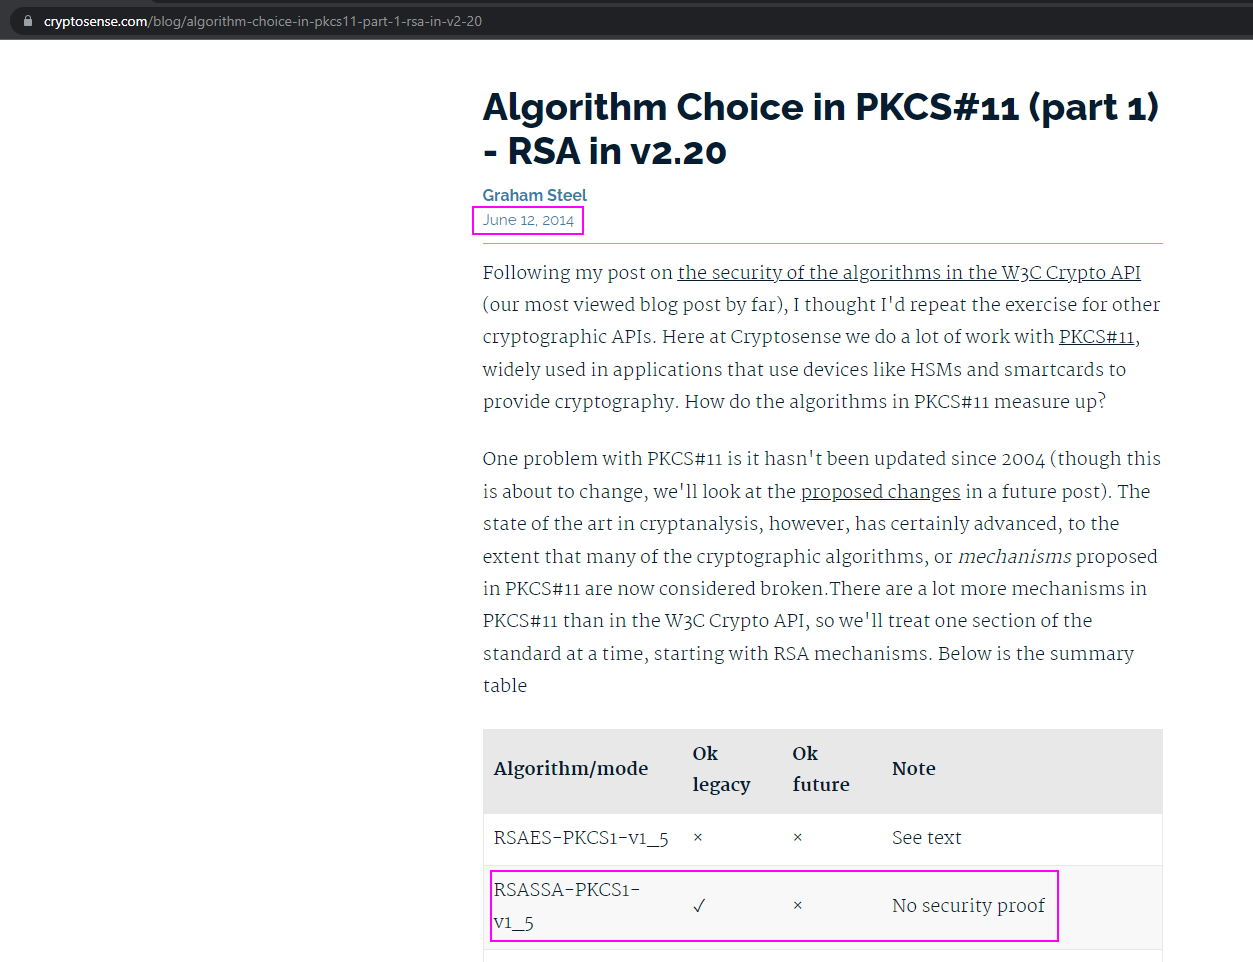 cryptosense.com/blog/algorithm-choice-in-pkcs11-part-1-rsa-in-v2-20
Algorithm Choice in PKCS#11 (part 1)
- RSA in v2.20
Graham Steel
June 12, 2014
Following my post on the security of the algorithms in the W3C Crypto API
(our most viewed blog post by far), I thought I'd repeat the exercise for other
cryptographic APIs. Here at Cryptosense we do a lot of work with PKCS#11,
widely used in applications that use devices like HSMs and smartcards to
provide cryptography. How do the algorithms in PKCS#11 measure up?
One problem with PKCS#11 is it hasn't been updated since 2004 (though this
is about to change, we'll look at the proposed changes in a future post). The
state of the art in cryptanalysis, however, has certainly advanced, to the
extent that many of the cryptographic algorithms, or mechanisms proposed
in PKCS#11 are now considered broken.There are a lot more mechanisms in
PKCS#11 than in the W3C Crypto API, so we'll treat one section of the
standard at a time, starting with RSA mechanisms. Below is the summary
table
Algorithm/mode Ok legacy Ok future Note
RSAES-PKCS1-v1_5 × × See text
RSASSA-PKCS1-v1_5 ✓ × No security proof